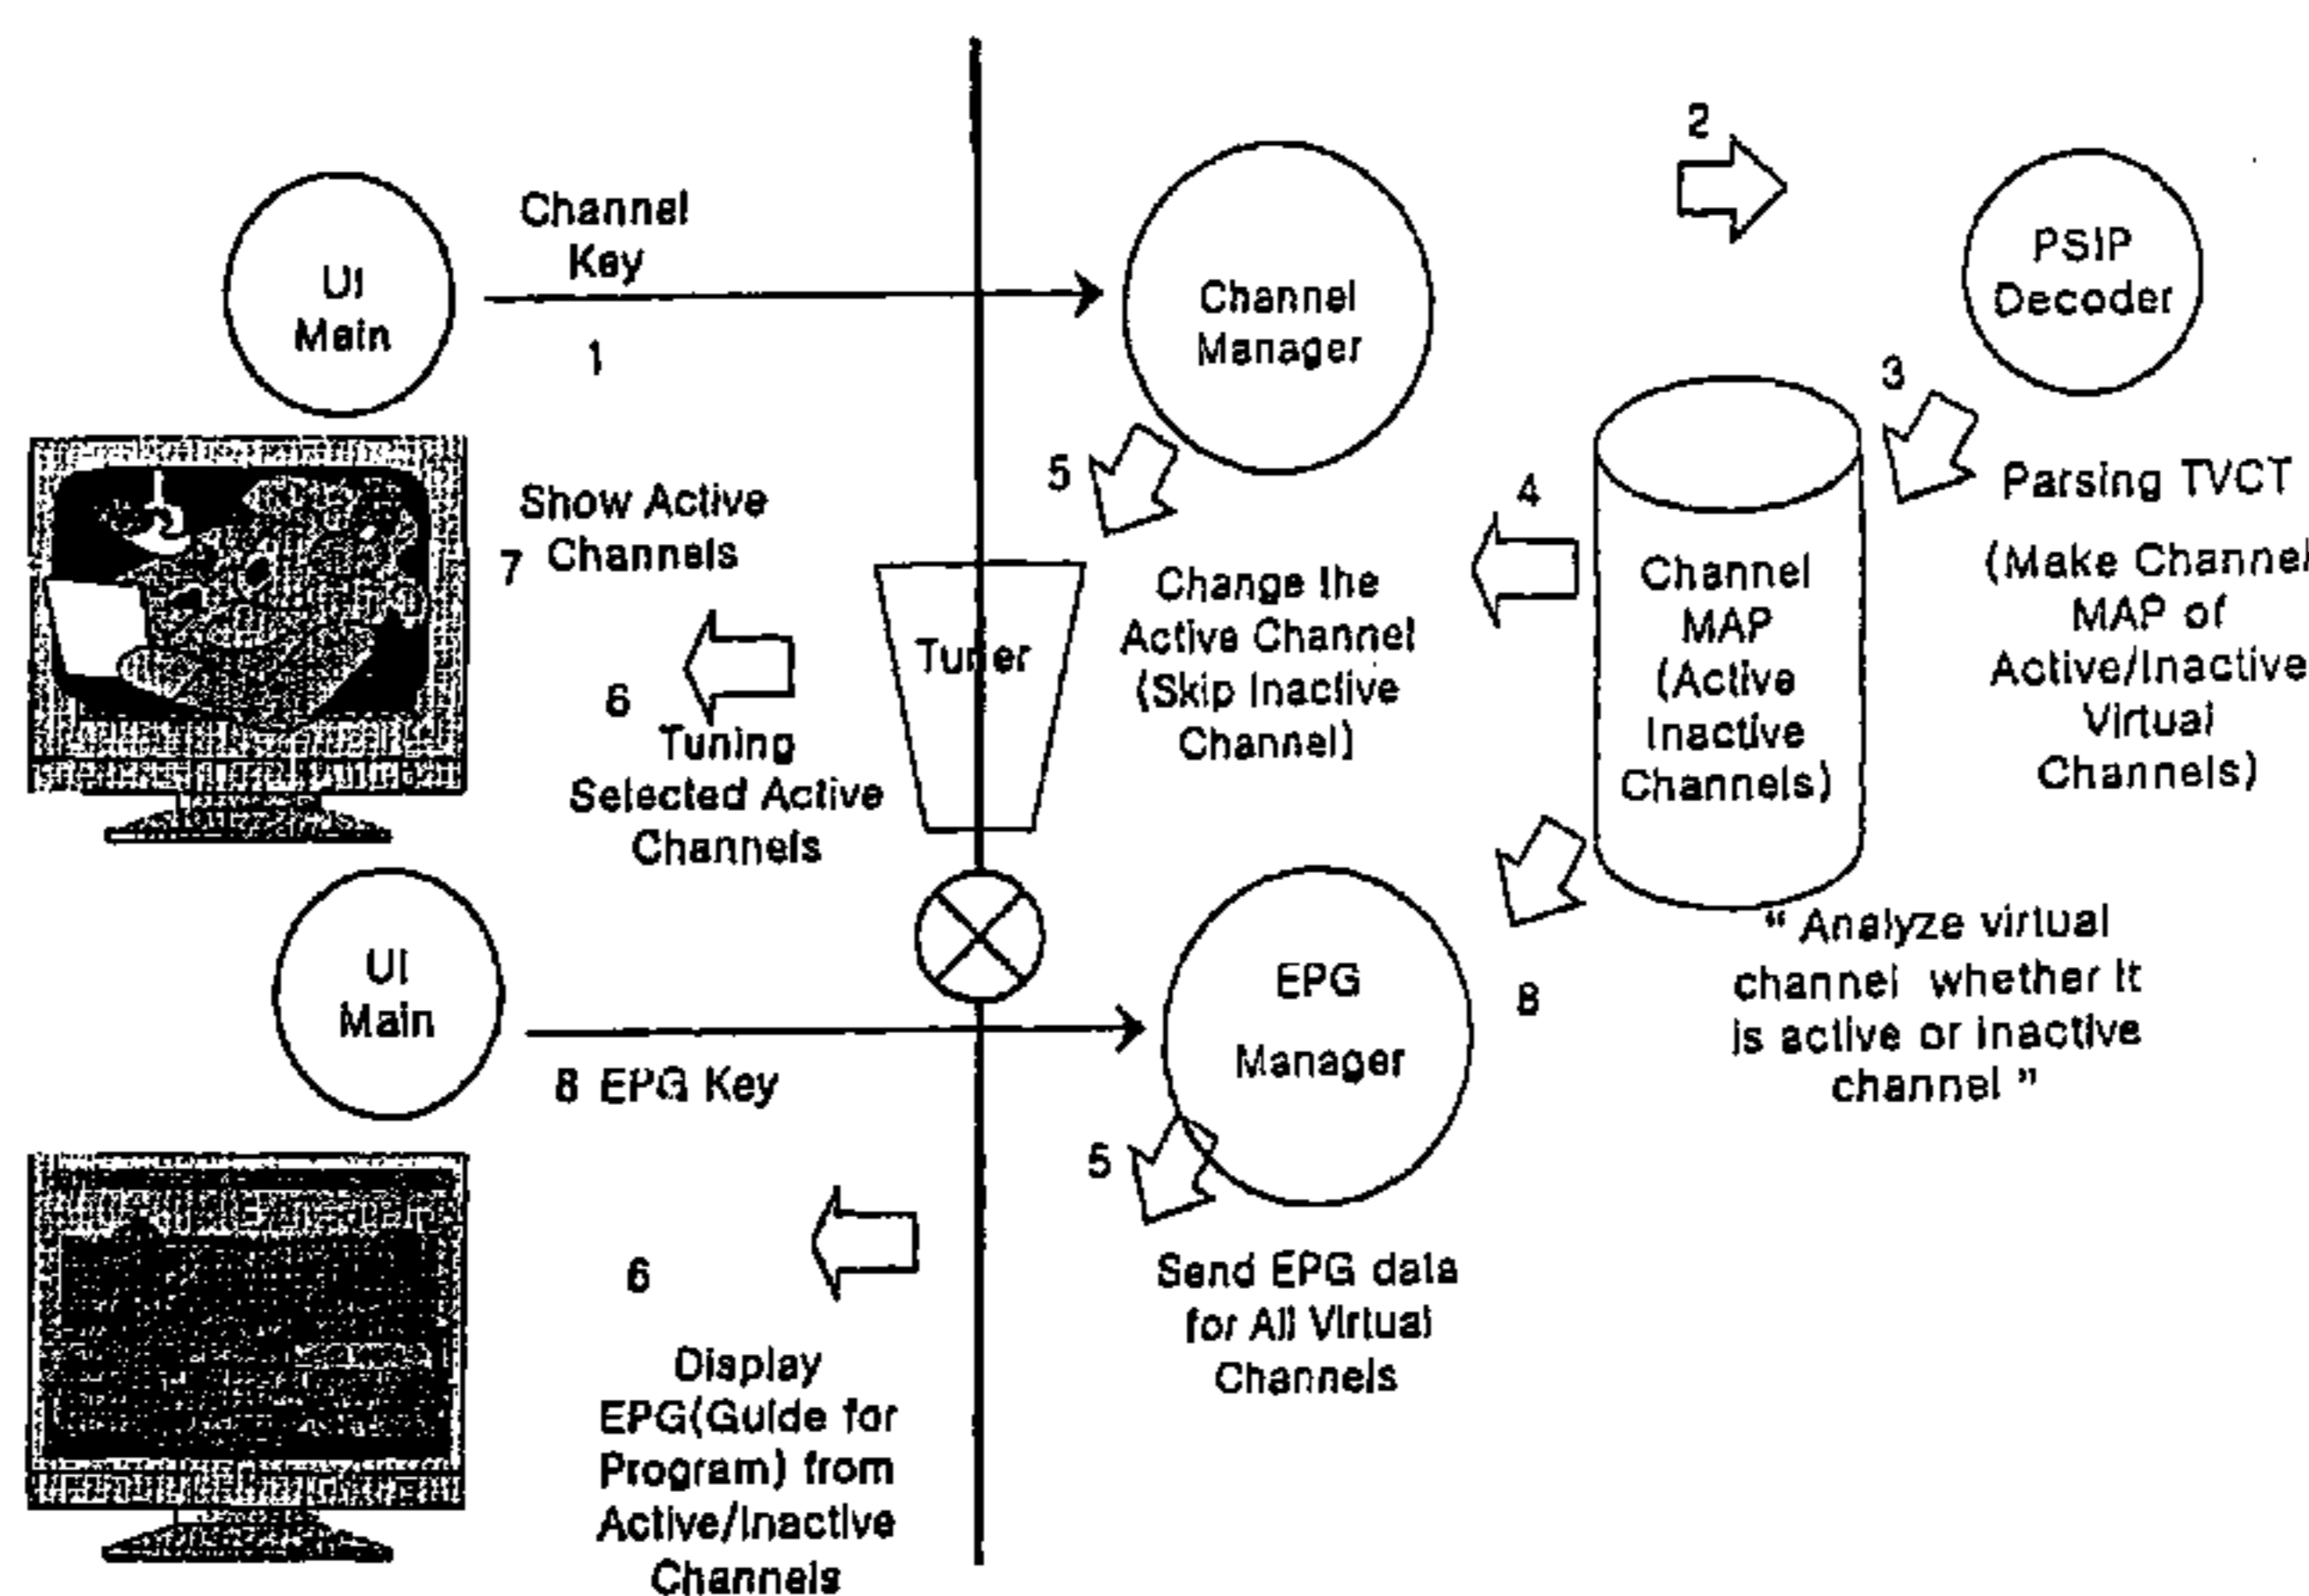 UI
Main
Channel
Key
1
Channel
Manager
2
PSIP
Decoder
3
Parsing TVCT
(Make Channel
MAP of
Active/Inactive
Virtual
Channels)
Channel
MAP
(Active
Inactive
Channels)
4
5
Change the
Active Channel
(Skip Inactive
Channel)
Tuner
6
Tuning
Selected Active
Channels
Show Active
7 Channels
UI
Main
8 EPG Key
EPG
Manager
8
“ Analyze virtual
channel whether it
is active or inactive
channel ”
5
Send EPG data
for All Virtual
Channels
6
Display
EPG(Guide for
Program) from
Active/Inactive
Channels